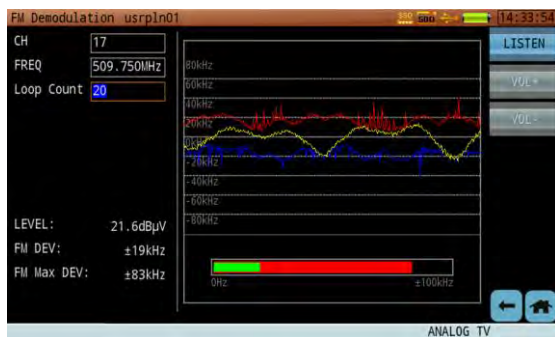 FM Demodulation usrpln01
SSD
14:33:54
CH 17
FREQ 509.750MHz
Loop Count 20
LISTEN
VOL+
VOL-
80kHz
60kHz
40kHz
20kHz
0kHz
-20kHz
-40kHz
-60kHz
-80kHz
LEVEL: 21.6dBµV
FM DEV: ±19kHz
FM Max DEV: ±83kHz
0Hz ±100kHz
ANALOG TV